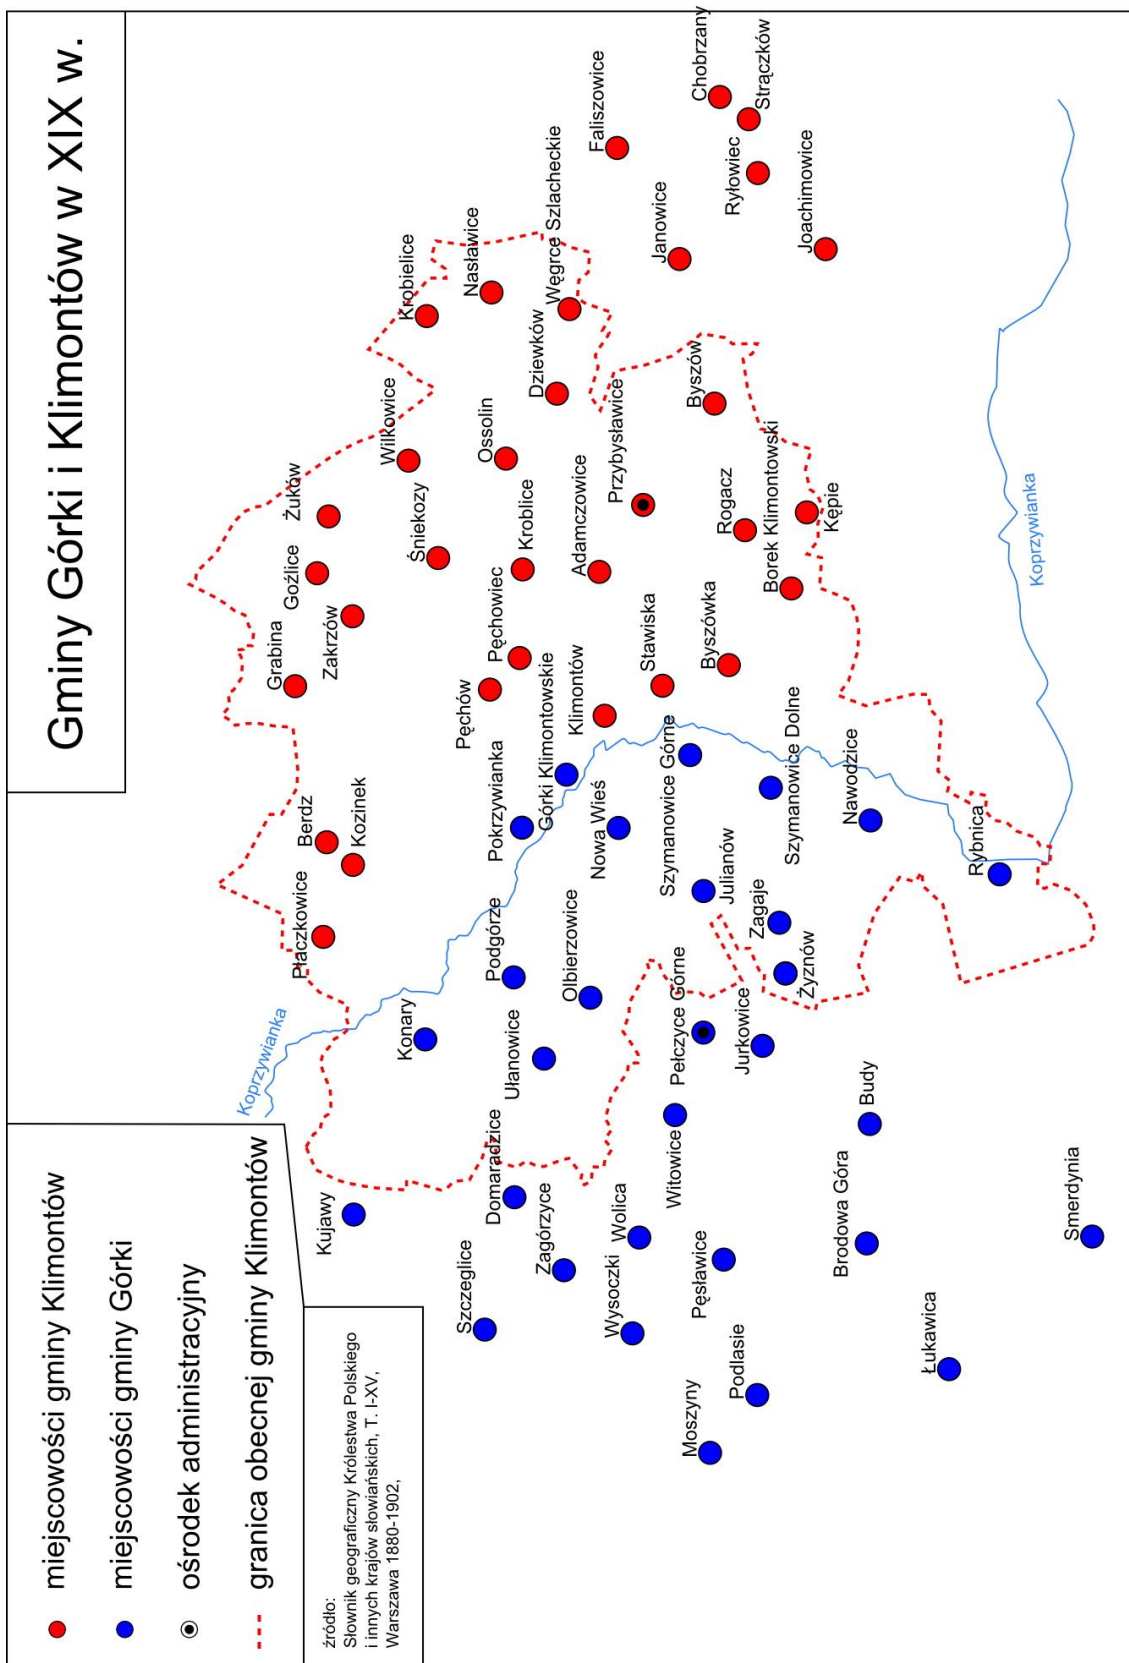 Gminy Górki i Klimontów w XIX w.
miejscowości gminy Klimontów
miejscowości gminy Górki
ośrodek administracyjny
granica obecnej gminy Klimontów
źródło:
Słownik geograficzny Królestwa Polskiego
i innych krajów słowiańskich, T. I-XV,
Warszawa 1880-1902,
Koprzywianka
Kujawy
Konary
Płaczkowice
Berdz
Kozinek
Grabina
Zakrzów
Goźlice
Żuków
Wilkowice
Śniekozy
Krobielice
Nasławice
Szczeglice
Domaradzice
Zagórzyce
Ułanowice
Podgórze
Olbierzowice
Pokrzywianka
Górki Klimontowskie
Nowa Wieś
Pęchów
Pęchowiec
Klimontów
Kroblice
Ossolin
Adamczowice
Dziewków
Węgrce Szlacheckie
Faliszowice
Wysoczki
Wolica
Witowice
Pełczyce Górne
Szymanowice Górne
Julianów
Stawiska
Przybysławice
Janowice
Chobrzany
Strączków
Ryłowiec
Moszyny
Podlasie
Pęsławice
Jurkowice
Żyznów
Zagaje
Szymanowice Dolne
Byszówka
Rogacz
Byszów
Borek Klimontowski
Kępie
Joachimowice
Łukawica
Brodowa Góra
Budy
Nawodzice
Rybnica
Smerdynia
Koprzywianka